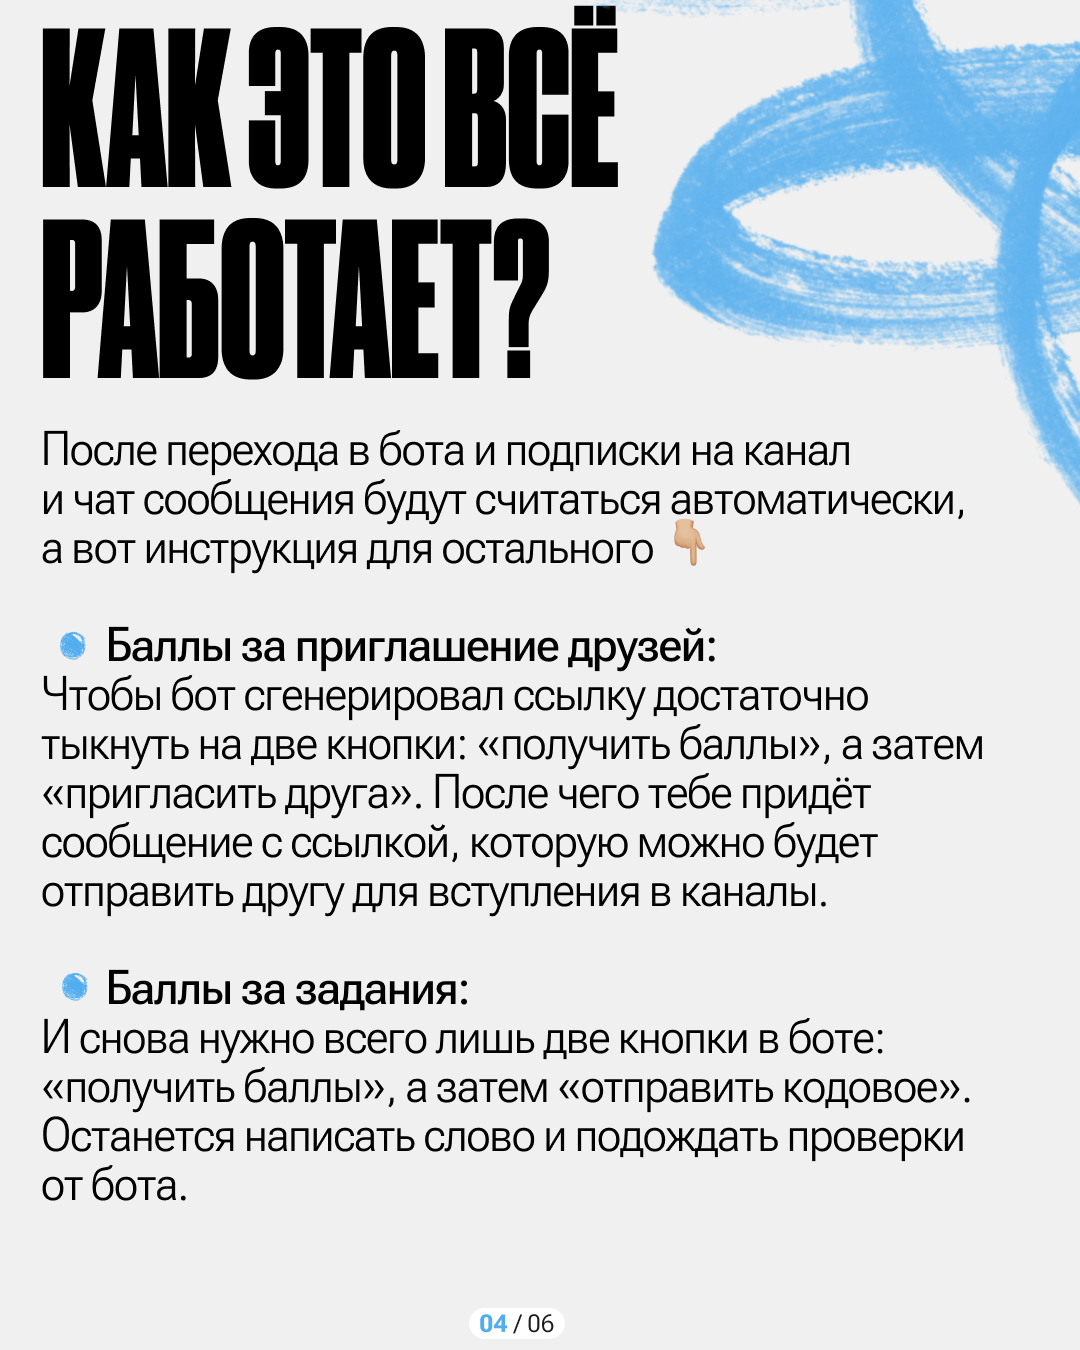 КАК ЭТО ВСЁ
РАБОТАЕТ?
После перехода в бота и подписки на канал
и чат сообщения будут считаться автоматически,
а вот инструкция для остального 👇🏼
Баллы за приглашение друзей:
Чтобы бот сгенерировал ссылку достаточно
тыкнуть на две кнопки: «получить баллы», а затем
«пригласить друга». После чего тебе придёт
сообщение с ссылкой, которую можно будет
отправить другу для вступления в каналы.
Баллы за задания:
И снова нужно всего лишь две кнопки в боте:
«получить баллы», а затем «отправить кодовое».
Останется написать слово и подождать проверки
от бота.
04 / 06